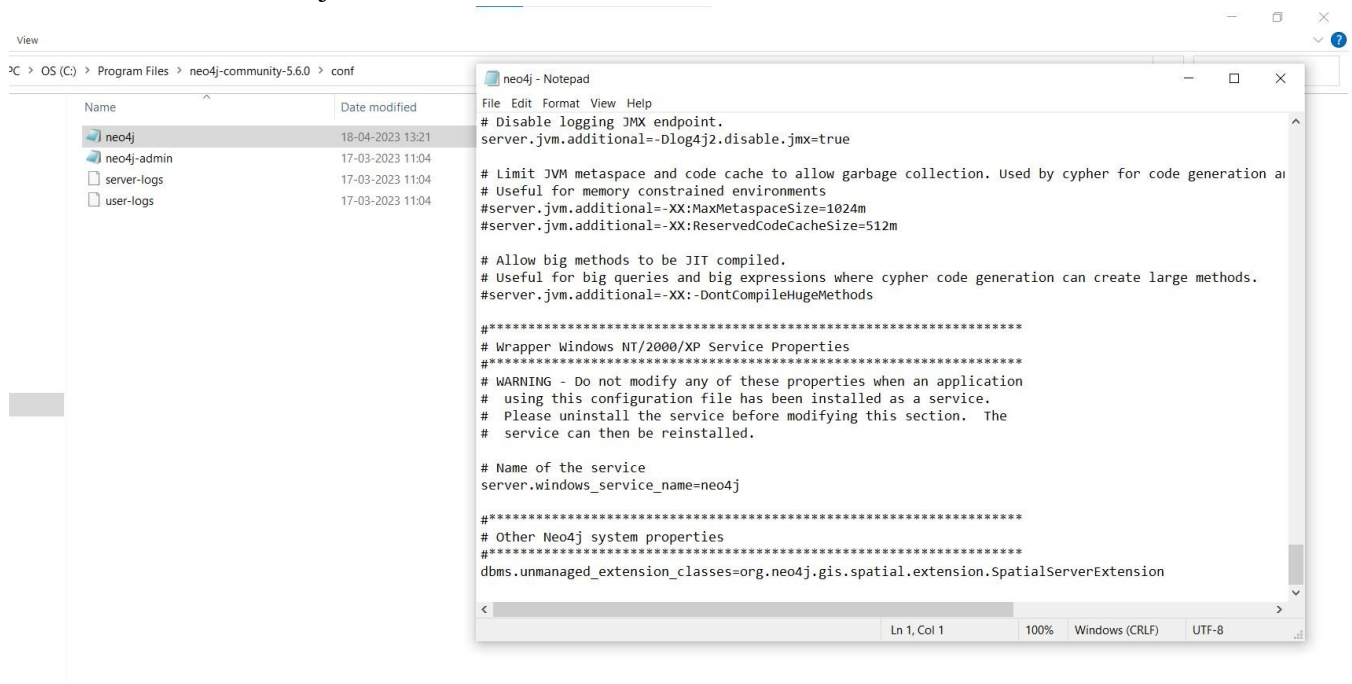 View
PC > OS (C:) > Program Files > neo4j-community-5.6.0 > conf
Name Date modified
neo4j 18-04-2023 13:21
neo4j-admin 17-03-2023 11:04
server-logs 17-03-2023 11:04
user-logs 17-03-2023 11:04
neo4j - Notepad
File Edit Format View Help
# Disable logging JMX endpoint.
server.jvm.additional=-Dlog4j2.disable.jmx=true
# Limit JVM metaspace and code cache to allow garbage collection. Used by cypher for code generation
# Useful for memory constrained environments
#server.jvm.additional=-XX:MaxMetaspaceSize=1024m
#server.jvm.additional=-XX:ReservedCodeCacheSize=512m
# Allow big methods to be JIT compiled.
# Useful for big queries and big expressions where cypher code generation can create large methods.
#server.jvm.additional=-XX:-DontCompileHugeMethods
#********************************************************************
# Wrapper Windows NT/2000/XP Service Properties
#********************************************************************
# WARNING - Do not modify any of these properties when an application
#  using this configuration file has been installed as a service.
#  Please uninstall the service before modifying this section.  The
#  service can then be reinstalled.
# Name of the service
server.windows_service_name=neo4j
#********************************************************************
# Other Neo4j system properties
#********************************************************************
dbms.unmanaged_extension_classes=org.neo4j.gis.spatial.extension.SpatialServerExtension
Ln 1, Col 1 100% Windows (CRLF) UTF-8